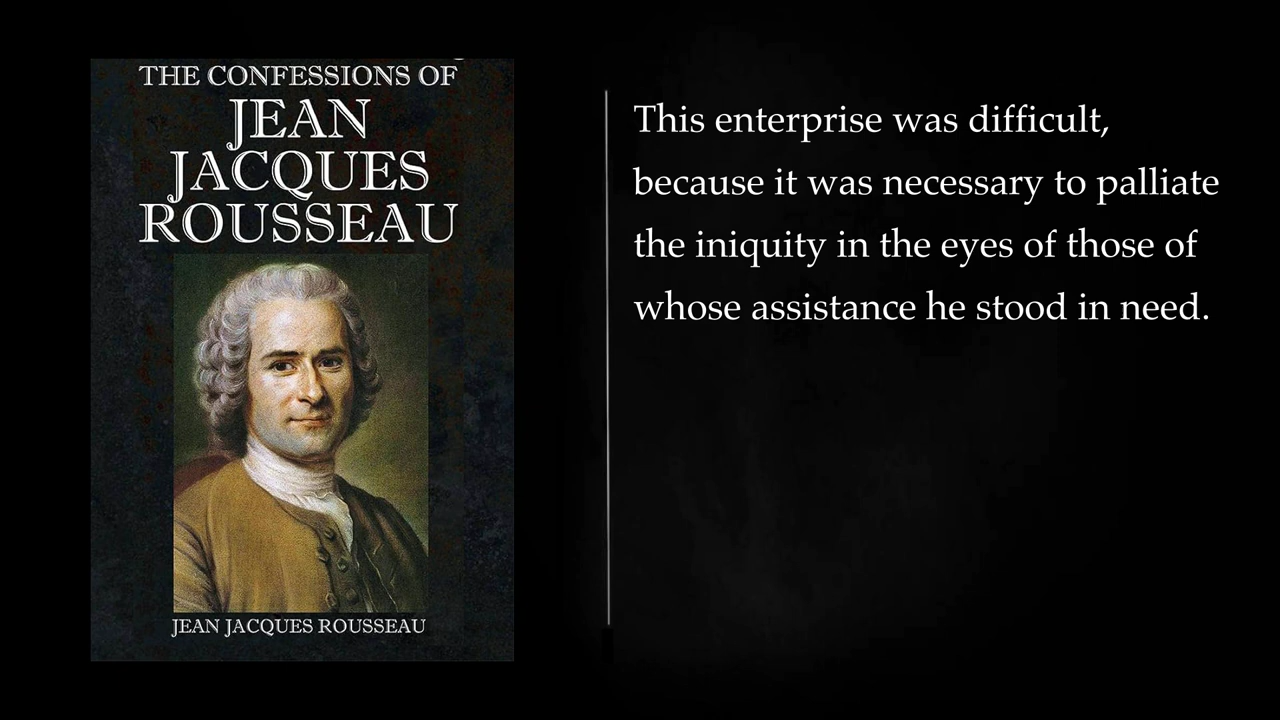 THE CONFESSIONS OF
JEAN
JACQUES
ROUSSEAU
JEAN JACQUES ROUSSEAU
This enterprise was difficult,
because it was necessary to palliate
the iniquity in the eyes of those of
whose assistance he stood in need.